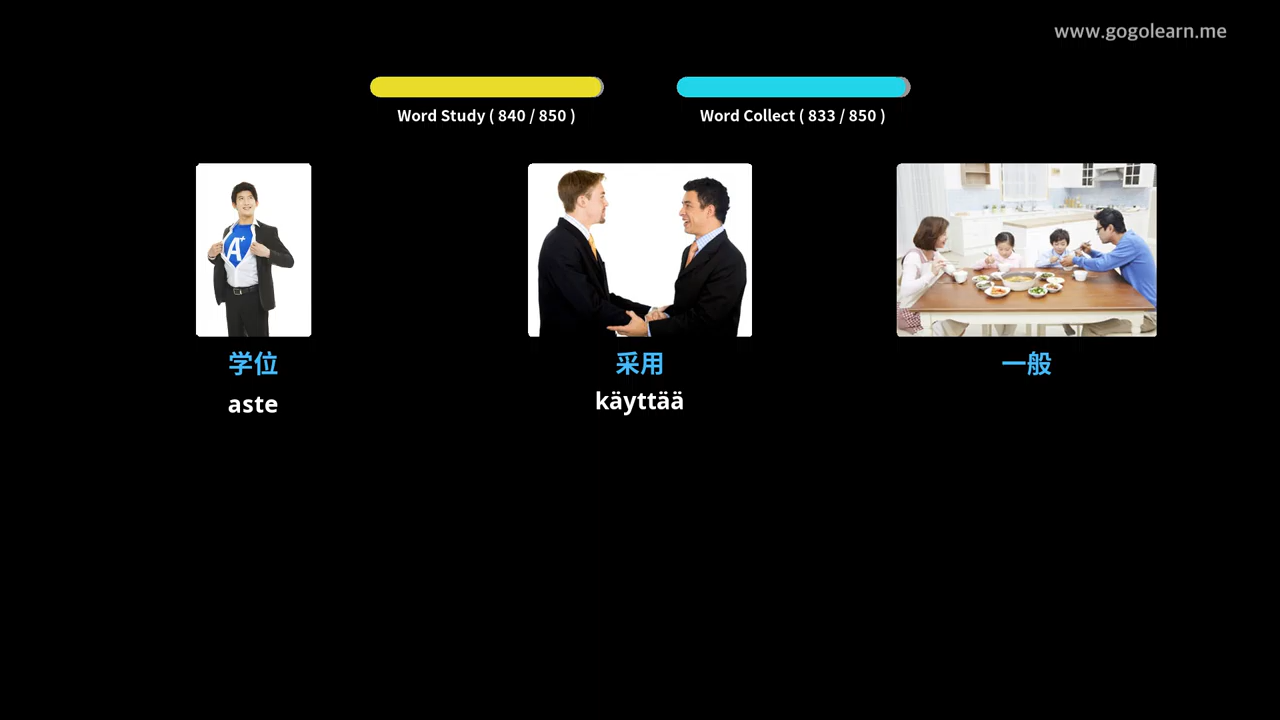 www.gogolearn.me
Word Study ( 840 / 850 )
Word Collect ( 833 / 850 )
A+
学位
采用
一般
aste
käyttää